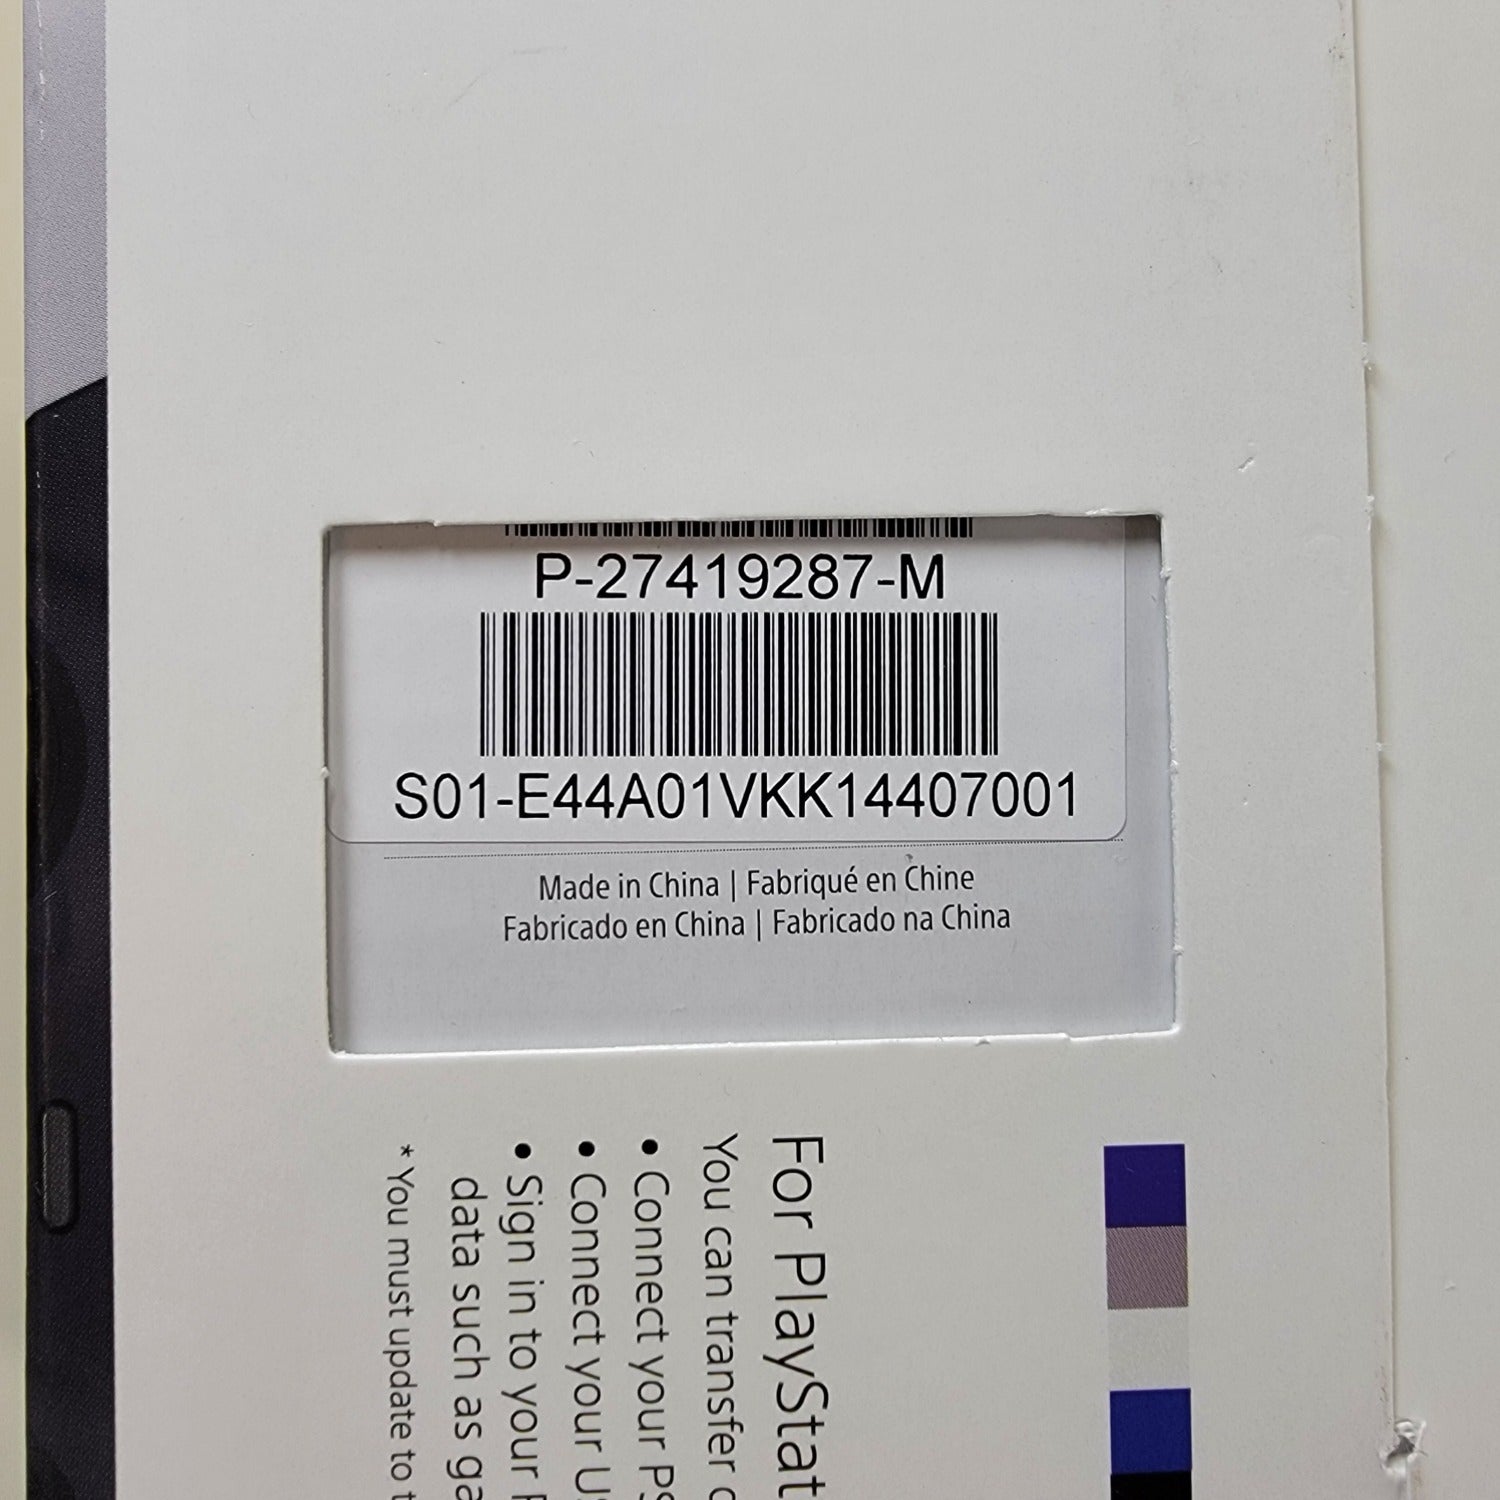 P-27419287-M
S01-E44A01VKK14407001
Made in China | Fabriqué en Chine
Fabricado en China | Fabricado na China
For PlayStat
You can transfer
• Connect your PS
• Connect your US
• Sign in to your
data such as ga
* You must update to